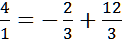 4/1 = −2/3 + 12/3